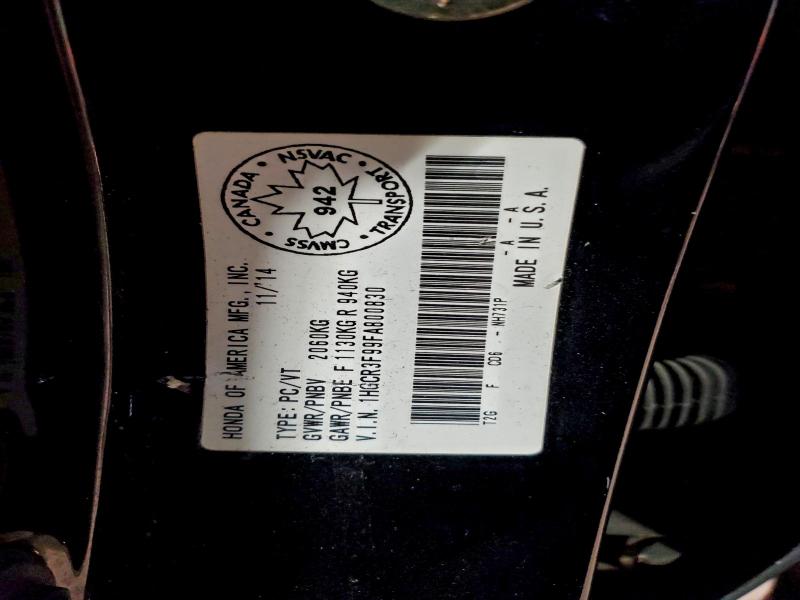 HONDA OF AMERICA MFG., INC.
11/'14
TYPE: PC/VT
GVWR/PNBV 2060KG
GAWR/PNBE F 1130KG R 940KG
V.I.N. 1HGCR3F99FA800830
CANADA · NSVAC · TRANSPORT · CMVSS ·
942
T2G F CD6 - NH731P - A - A
MADE IN U.S.A.